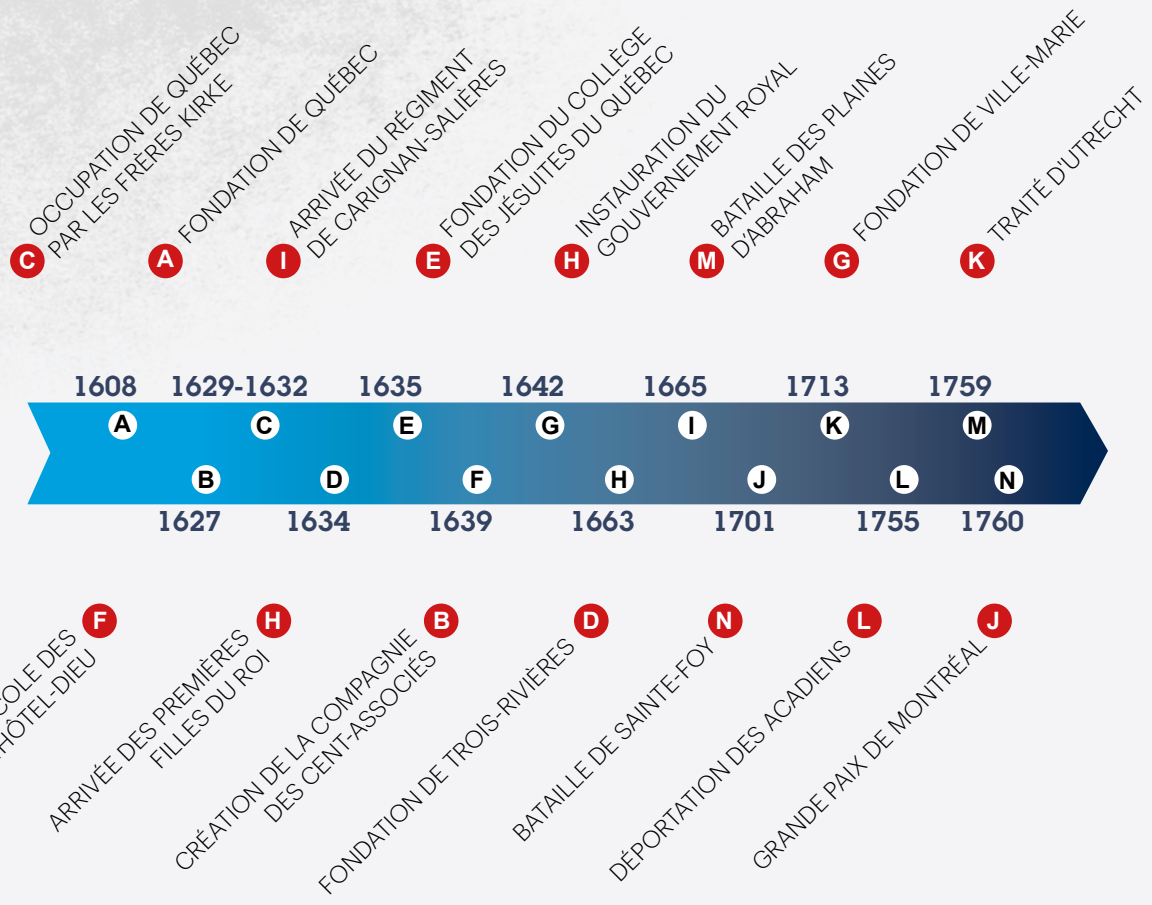 C
OCCUPATION DE QUÉBEC
PAR LES FRÈRES KIRKE
A
FONDATION DE QUÉBEC
I
ARRIVÉE DU RÉGIMENT
DE CARIGNAN-SALIÈRES
E
FONDATION DU COLLÈGE
DES JÉSUITES DU QUÉBEC
H
INSTAURATION DU
GOUVERNEMENT ROYAL
M
BATAILLE DES PLAINES
D'ABRAHAM
G
FONDATION DE VILLE-MARIE
K
TRAITÉ D'UTRECHT
1608 1629-1632 1635 1642 1665 1713 1759
A C E G I K M
B D F H J L N
1627 1634 1639 1663 1701 1755 1760
F
COLE DES
HÔTEL-DIEU
H
ARRIVÉE DES PREMIÈRES
FILLES DU ROI
B
CRÉATION DE LA COMPAGNIE
DES CENT-ASSOCIÉS
D
FONDATION DE TROIS-RIVIÈRES
N
BATAILLE DE SAINTE-FOY
L
DÉPORTATION DES ACADIENS
J
GRANDE PAIX DE MONTRÉAL